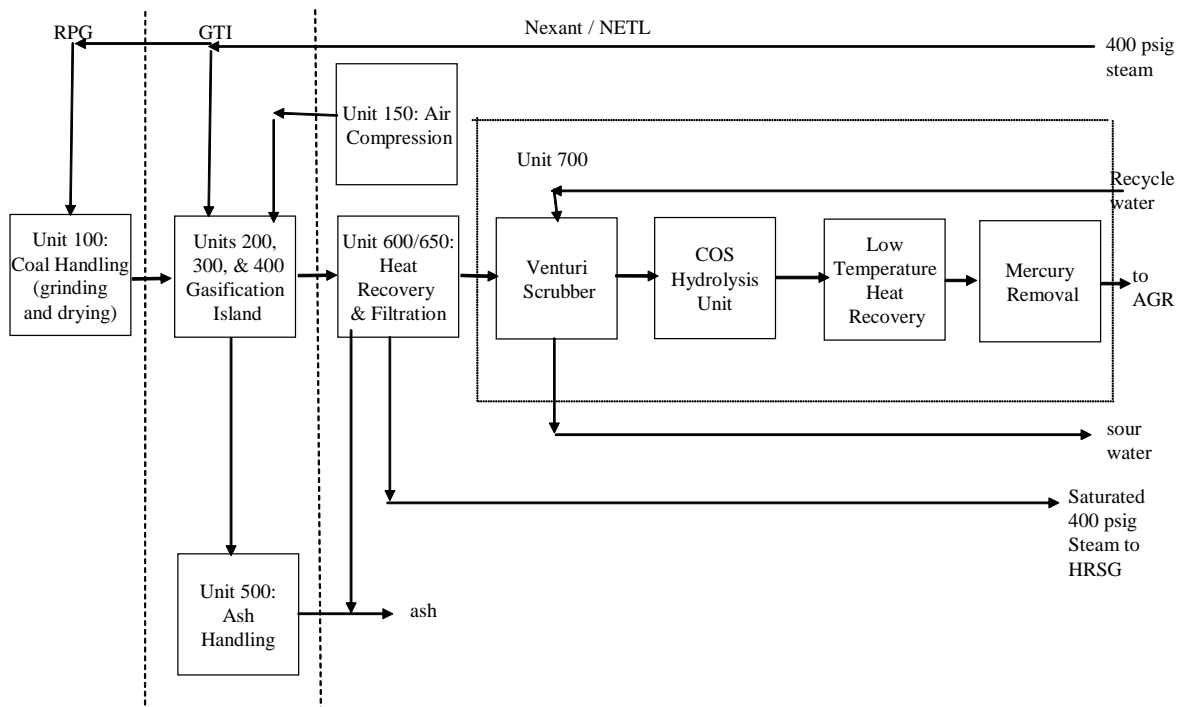 RPG
GTI
Nexant / NETL
400 psig
steam
Unit 150: Air
Compression
Unit 700
Recycle
water
Unit 100:
Coal Handling
(grinding
and drying)
Units 200,
300, & 400
Gasification
Island
Unit 600/650:
Heat
Recovery
& Filtration
Venturi
Scrubber
COS
Hydrolysis
Unit
Low
Temperature
Heat
Recovery
Mercury
Removal
to
AGR
sour
water
Saturated
400 psig
Steam to
HRSG
Unit 500:
Ash
Handling
ash